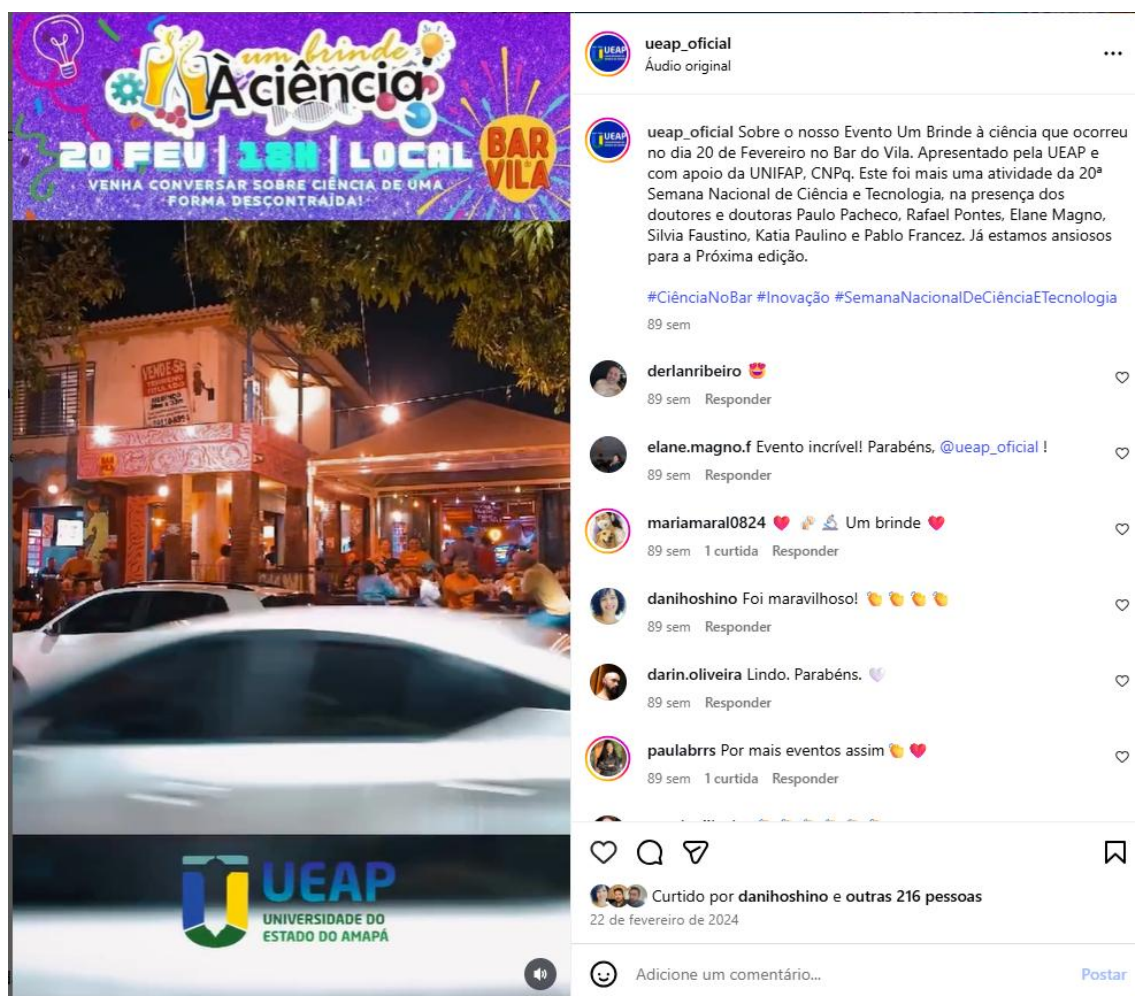 um brinde
À ciência
20 FEV | 18H | LOCAL
BAR
DO
VILA
VENHA CONVERSAR SOBRE CIÊNCIA DE UMA
FORMA DESCONTRAÍDA!
VENDE-SE
UEAP
UNIVERSIDADE DO
ESTADO DO AMAPÁ
ueap_oficial
Áudio original
ueap_oficial Sobre o nosso Evento Um Brinde à ciência que ocorreu
no dia 20 de Fevereiro no Bar do Vila. Apresentado pela UEAP e
com apoio da UNIFAP, CNPq. Este foi mais uma atividade da 20ª
Semana Nacional de Ciência e Tecnologia, na presença dos
doutores e doutoras Paulo Pacheco, Rafael Pontes, Elane Magno,
Silvia Faustino, Katia Paulino e Pablo Francez. Já estamos ansiosos
para a Próxima edição.
#CiênciaNoBar #Inovação #SemanaNacionalDeCiênciaETecnologia
89 sem
derlanribeiro 😍
89 sem Responder
elane.magno.f Evento incrível! Parabéns, @ueap_oficial !
89 sem Responder
mariamaral0824 ❤️ 🍻 🔬 Um brinde ❤️
89 sem 1 curtida Responder
danihoshino Foi maravilhoso! 👏 👏 👏 👏
89 sem Responder
darin.oliveira Lindo. Parabéns. 🤍
89 sem Responder
paulabrrs Por mais eventos assim 👏 ❤️
89 sem 1 curtida Responder
Curtido por danihoshino e outras 216 pessoas
22 de fevereiro de 2024
Adicione um comentário...
Postar